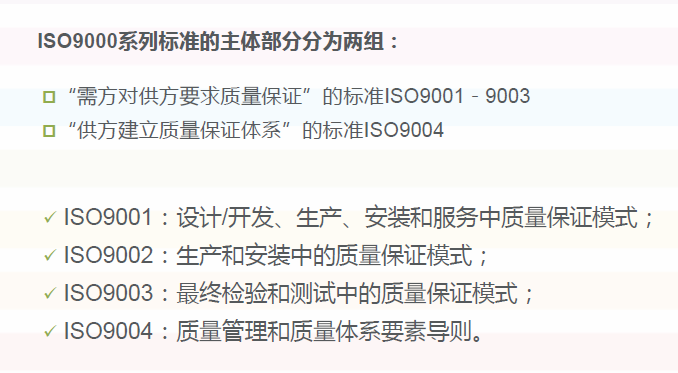 ISO9000系列标准的主体部分分为两组：
“需方对供方要求质量保证”的标准ISO9001－9003
“供方建立质量保证体系”的标准ISO9004
ISO9001：设计/开发、生产、安装和服务中质量保证模式；
ISO9002：生产和安装中的质量保证模式；
ISO9003：最终检验和测试中的质量保证模式；
ISO9004：质量管理和质量体系要素导则。